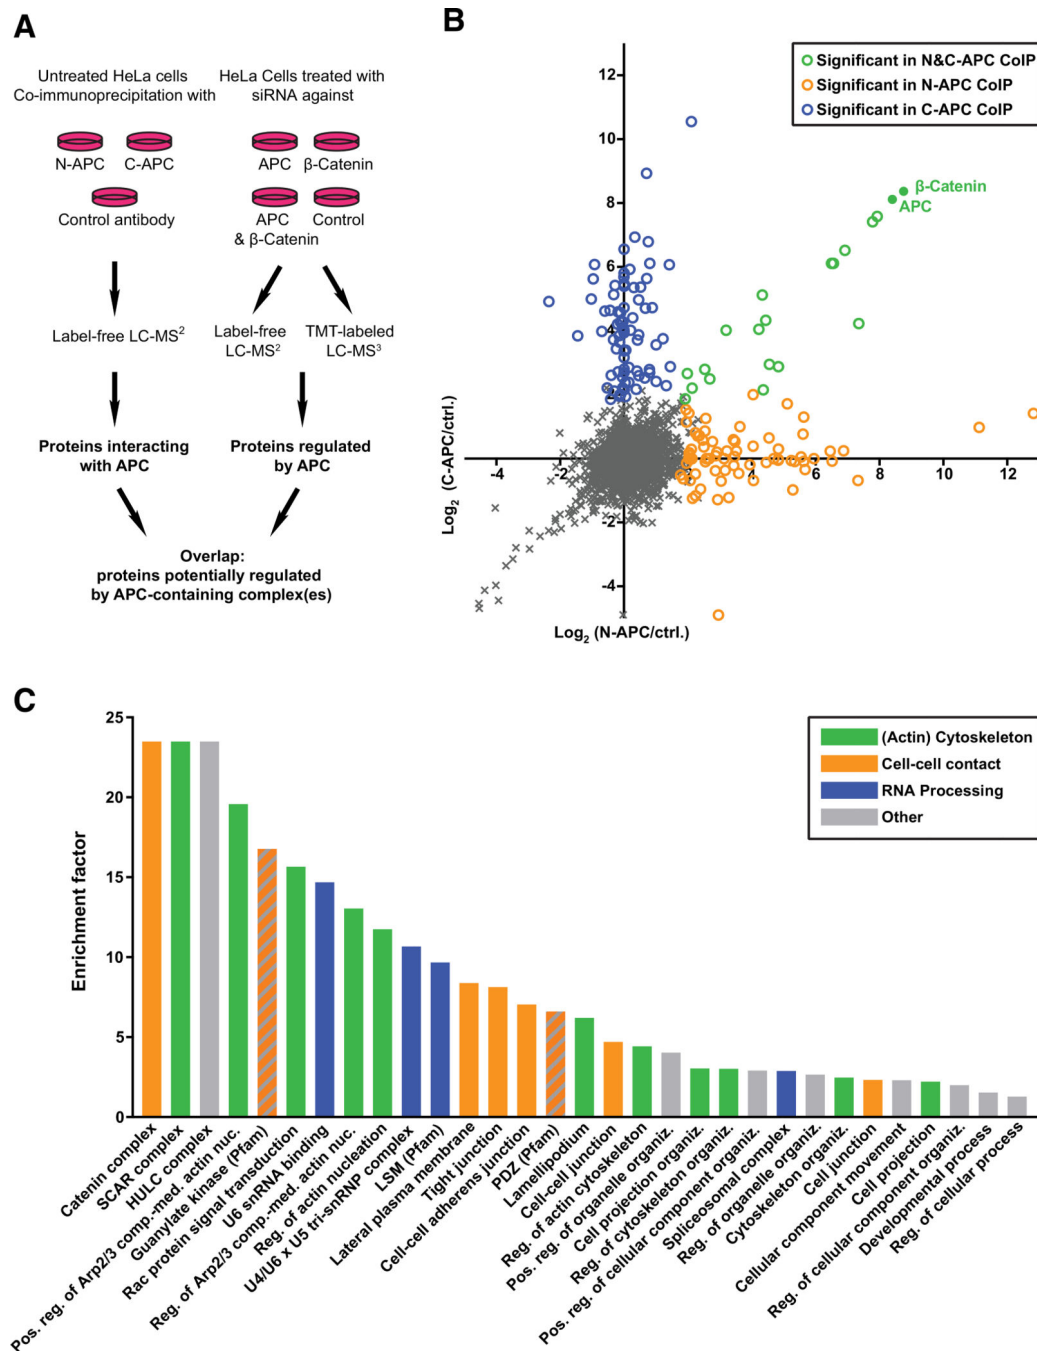 A
Untreated HeLa cells
Co-immunoprecipitation with
HeLa Cells treated with
siRNA against
N-APC
C-APC
APC
β-Catenin
Control antibody
APC
& β-Catenin
Control
Label-free LC-MS²
Label-free
LC-MS²
TMT-labeled
LC-MS³
Proteins interacting
with APC
Proteins regulated
by APC
Overlap:
proteins potentially regulated
by APC-containing complex(es)
B
Significant in N&C-APC CoIP
Significant in N-APC CoIP
Significant in C-APC CoIP
12
10
8
6
4
2
-2
-4
-4
-2
2
4
6
8
10
12
β-Catenin
APC
Log₂ (C-APC/ctrl.)
Log₂ (N-APC/ctrl.)
C
Enrichment factor
25
20
15
10
5
0
(Actin) Cytoskeleton
Cell-cell contact
RNA Processing
Other
Catenin complex
SCAR complex
HULC complex
Pos. reg. of Arp2/3 comp.-med. actin nuc.
Guanylate kinase (Pfam)
Rac protein signal transduction
U6 snRNA binding
Reg. of Arp2/3 comp.-med. actin nuc.
Reg. of actin nucleation
U4/U6 x U5 tri-snRNP complex
LSM (Pfam)
Lateral plasma membrane
Tight junction
Cell-cell adherens junction
PDZ (Pfam)
Lamellipodium
Cell-cell junction
Reg. of actin cytoskeleton
Pos. reg. of organelle organiz.
Cell projection organiz.
Reg. of cytoskeleton organiz.
Pos. reg. of cellular component organiz.
Spliceosomal complex
Reg. of organelle organiz.
Cytoskeleton organiz.
Cell junction
Cellular component movement
Cell projection
Reg. of cellular component organiz.
Developmental process
Reg. of cellular process